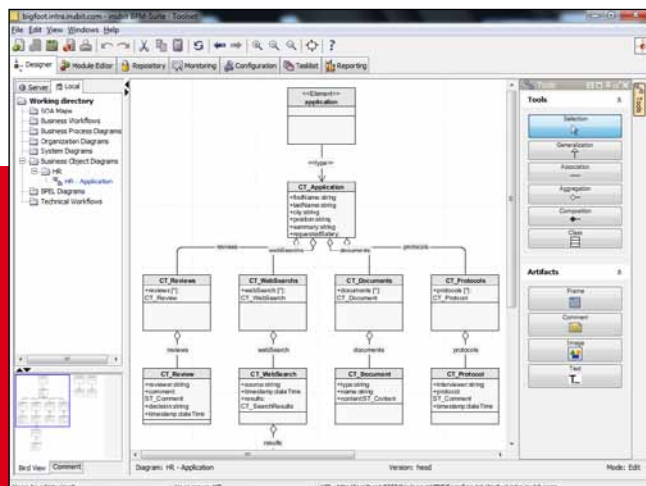 bigfoot.intra.inubit.com - inubit BPM-Suite : Toolset
File Edit View Windows Help
Designer Module Editor Repository Monitoring Configuration Tasklist Reporting
Server Local
Working directory
SOA Maps
Business Workflows
Business Process Diagrams
Organization Diagrams
System Diagrams
Business Object Diagrams
HR
HR - Application
BPEL Diagrams
Technical Workflows
Bird View Comment
<<Element>>
application
<<type>>
CT_Application
+firstName:string
+lastName:string
+city:string
+position:string
+summary:string
+requestedSalary:
reviews
webSearchs
documents
protocols
CT_Reviews
+reviews [*]:
CT_Review
CT_WebSearchs
+webSearch [*]:
CT_WebSearch
CT_Documents
+documents [*]:
CT_Document
CT_Protocols
+protocols [*]:
CT_Protocol
reviews
webSearch
documents
protocols
CT_Review
+reviewer:string
+comment:
ST_Comment
+decision:string
+timestamp:dateTime
CT_WebSearch
+source:string
+timestamp:dateTime
+results:
CT_SearchResults
CT_Document
+type:string
+name:string
+content:ST_Content
CT_Protocol
+interviewer:string
+protocol:
ST_Comment
+timestamp:dateTime
results
Diagram: HR - Application Version: head Mode: Edit
Tools
Tools
Selection
Generalization
Association
Aggregation
Composition
Class
Artifacts
Frame
Comment
Image
Text
Tools